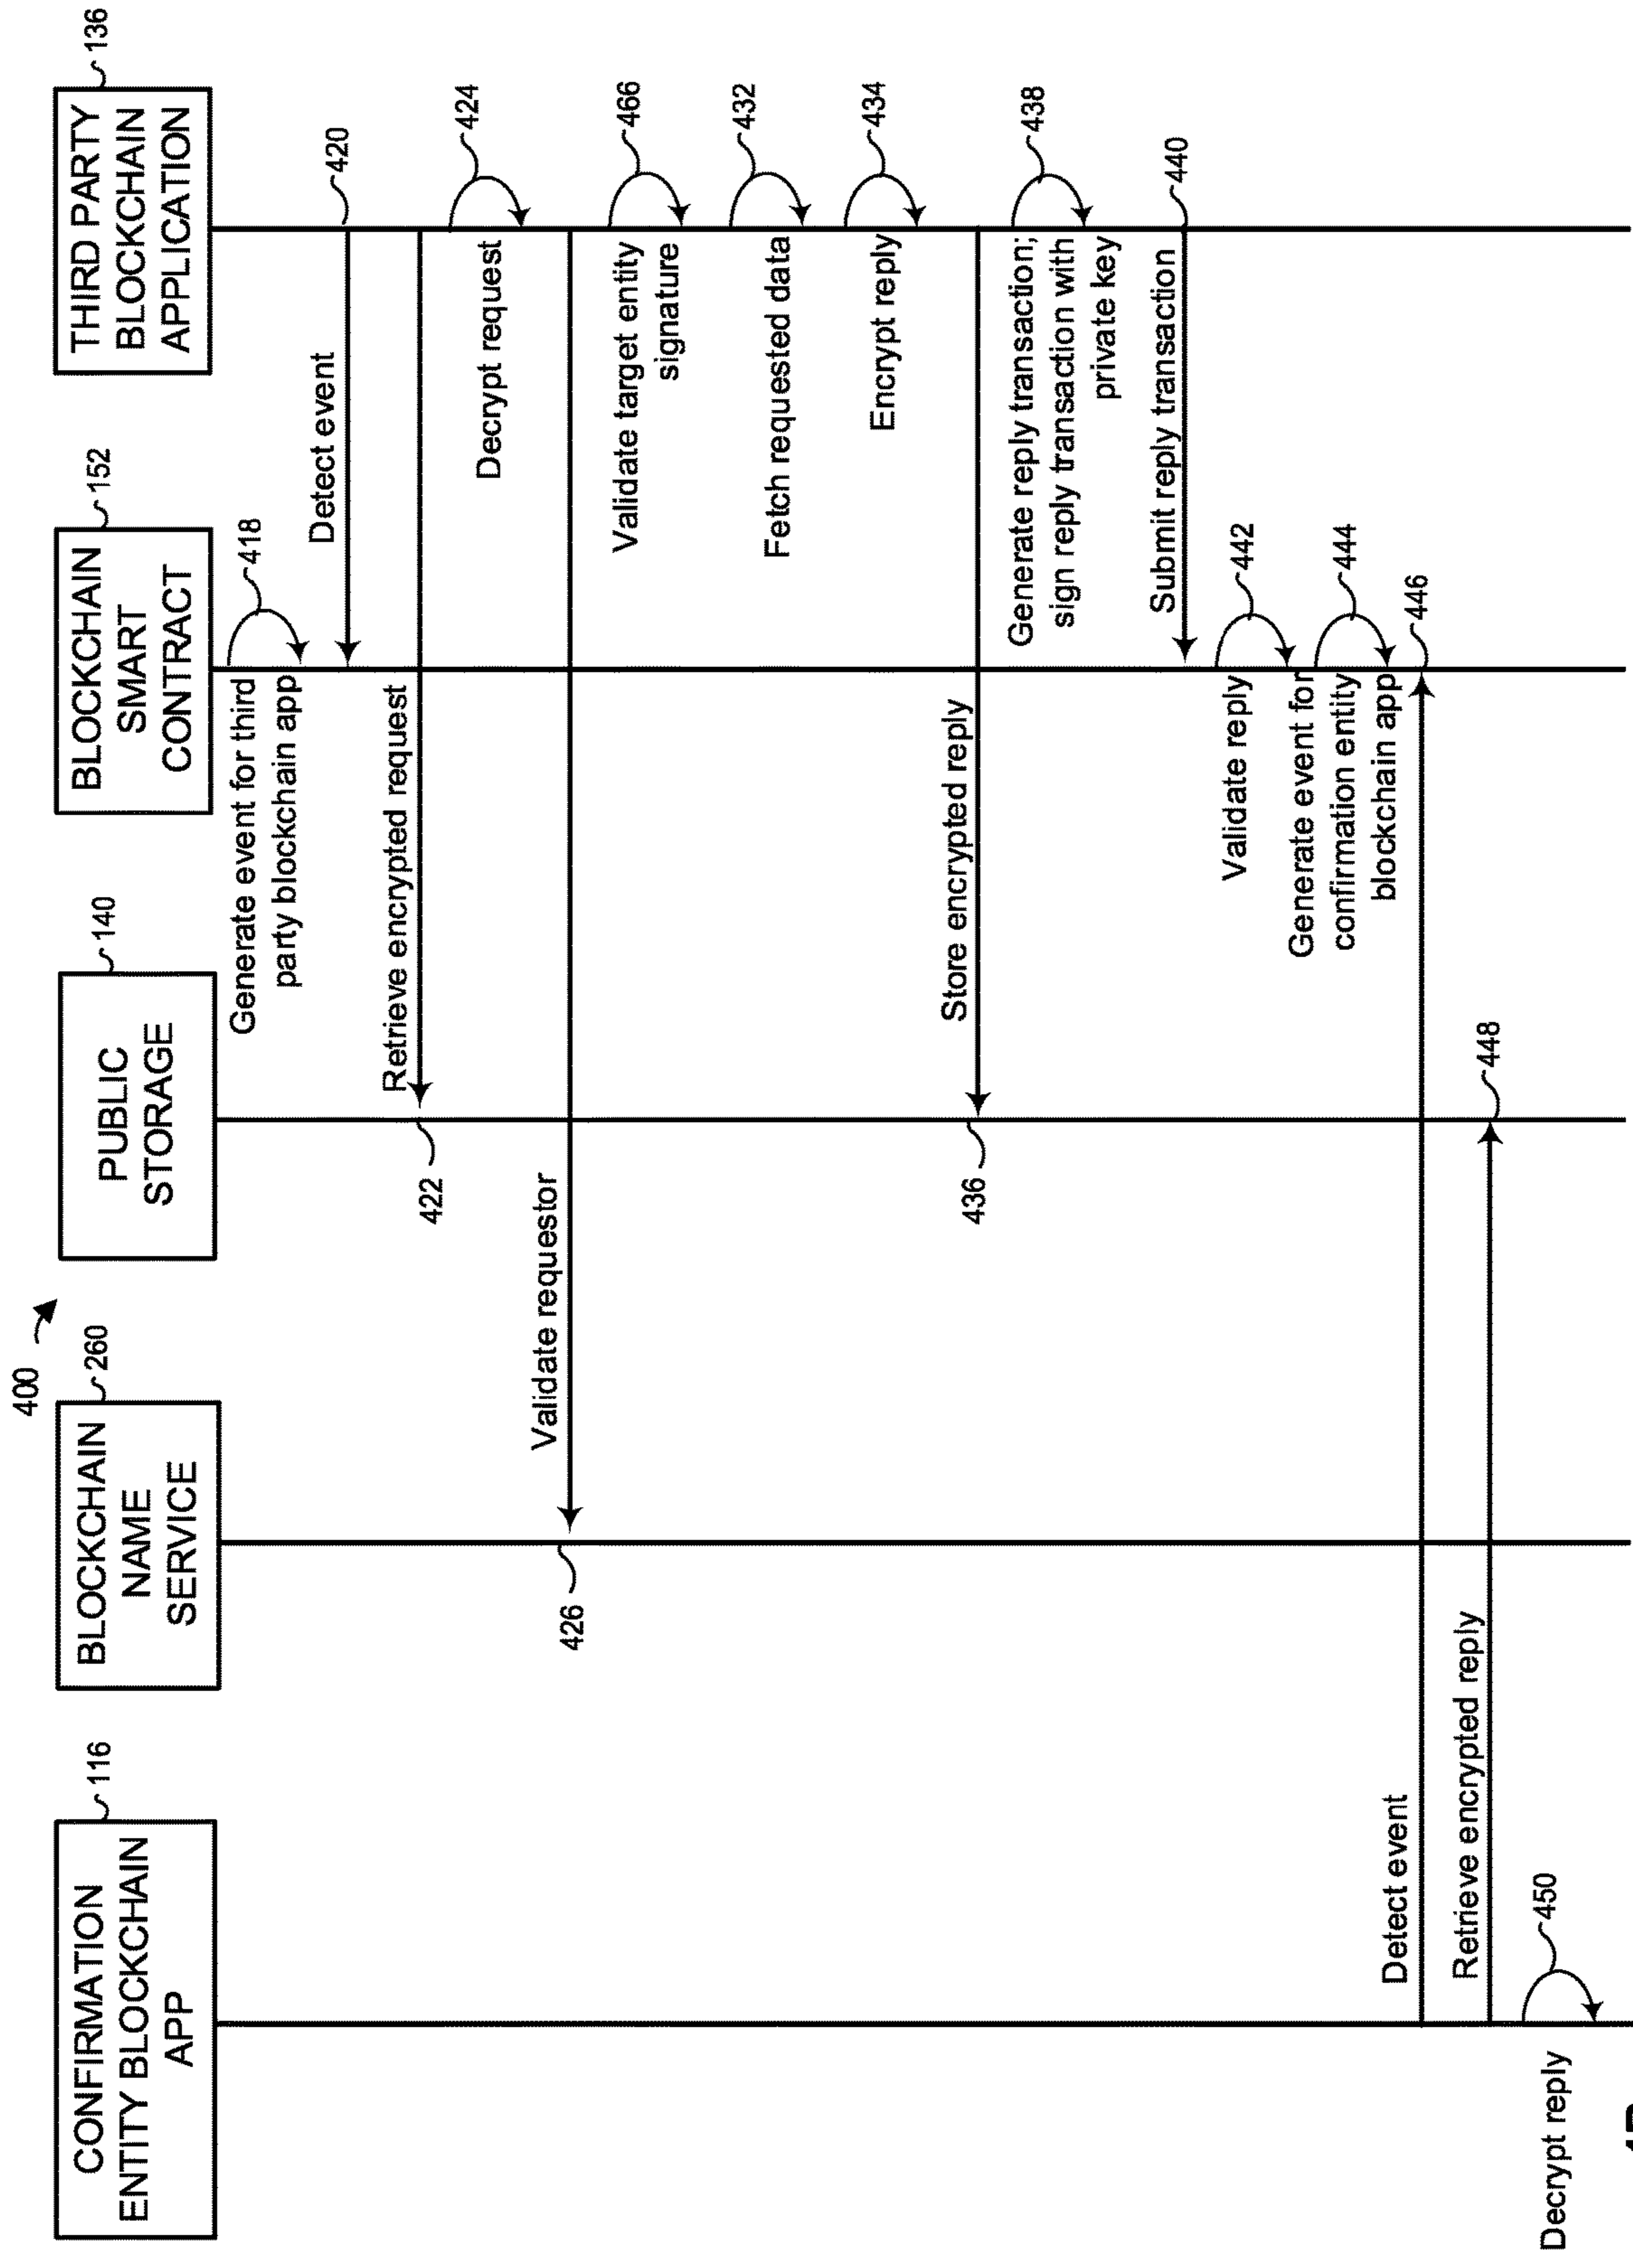 400
CONFIRMATION
ENTITY BLOCKCHAIN
APP
116
BLOCKCHAIN
NAME
SERVICE
260
PUBLIC
STORAGE
140
BLOCKCHAIN
SMART
CONTRACT
152
THIRD PARTY
BLOCKCHAIN
APPLICATION
136
Generate event for third
party blockchain app
418
Detect event
420
Retrieve encrypted request
422
Decrypt request
424
Validate requestor
426
Validate target entity
signature
466
Fetch requested data
432
Encrypt reply
434
Store encrypted reply
436
Generate reply transaction;
sign reply transaction with
private key
438
Submit reply transaction
440
Validate reply
442
Generate event for
confirmation entity
blockchain app
444
Detect event
446
Retrieve encrypted reply
448
Decrypt reply
450